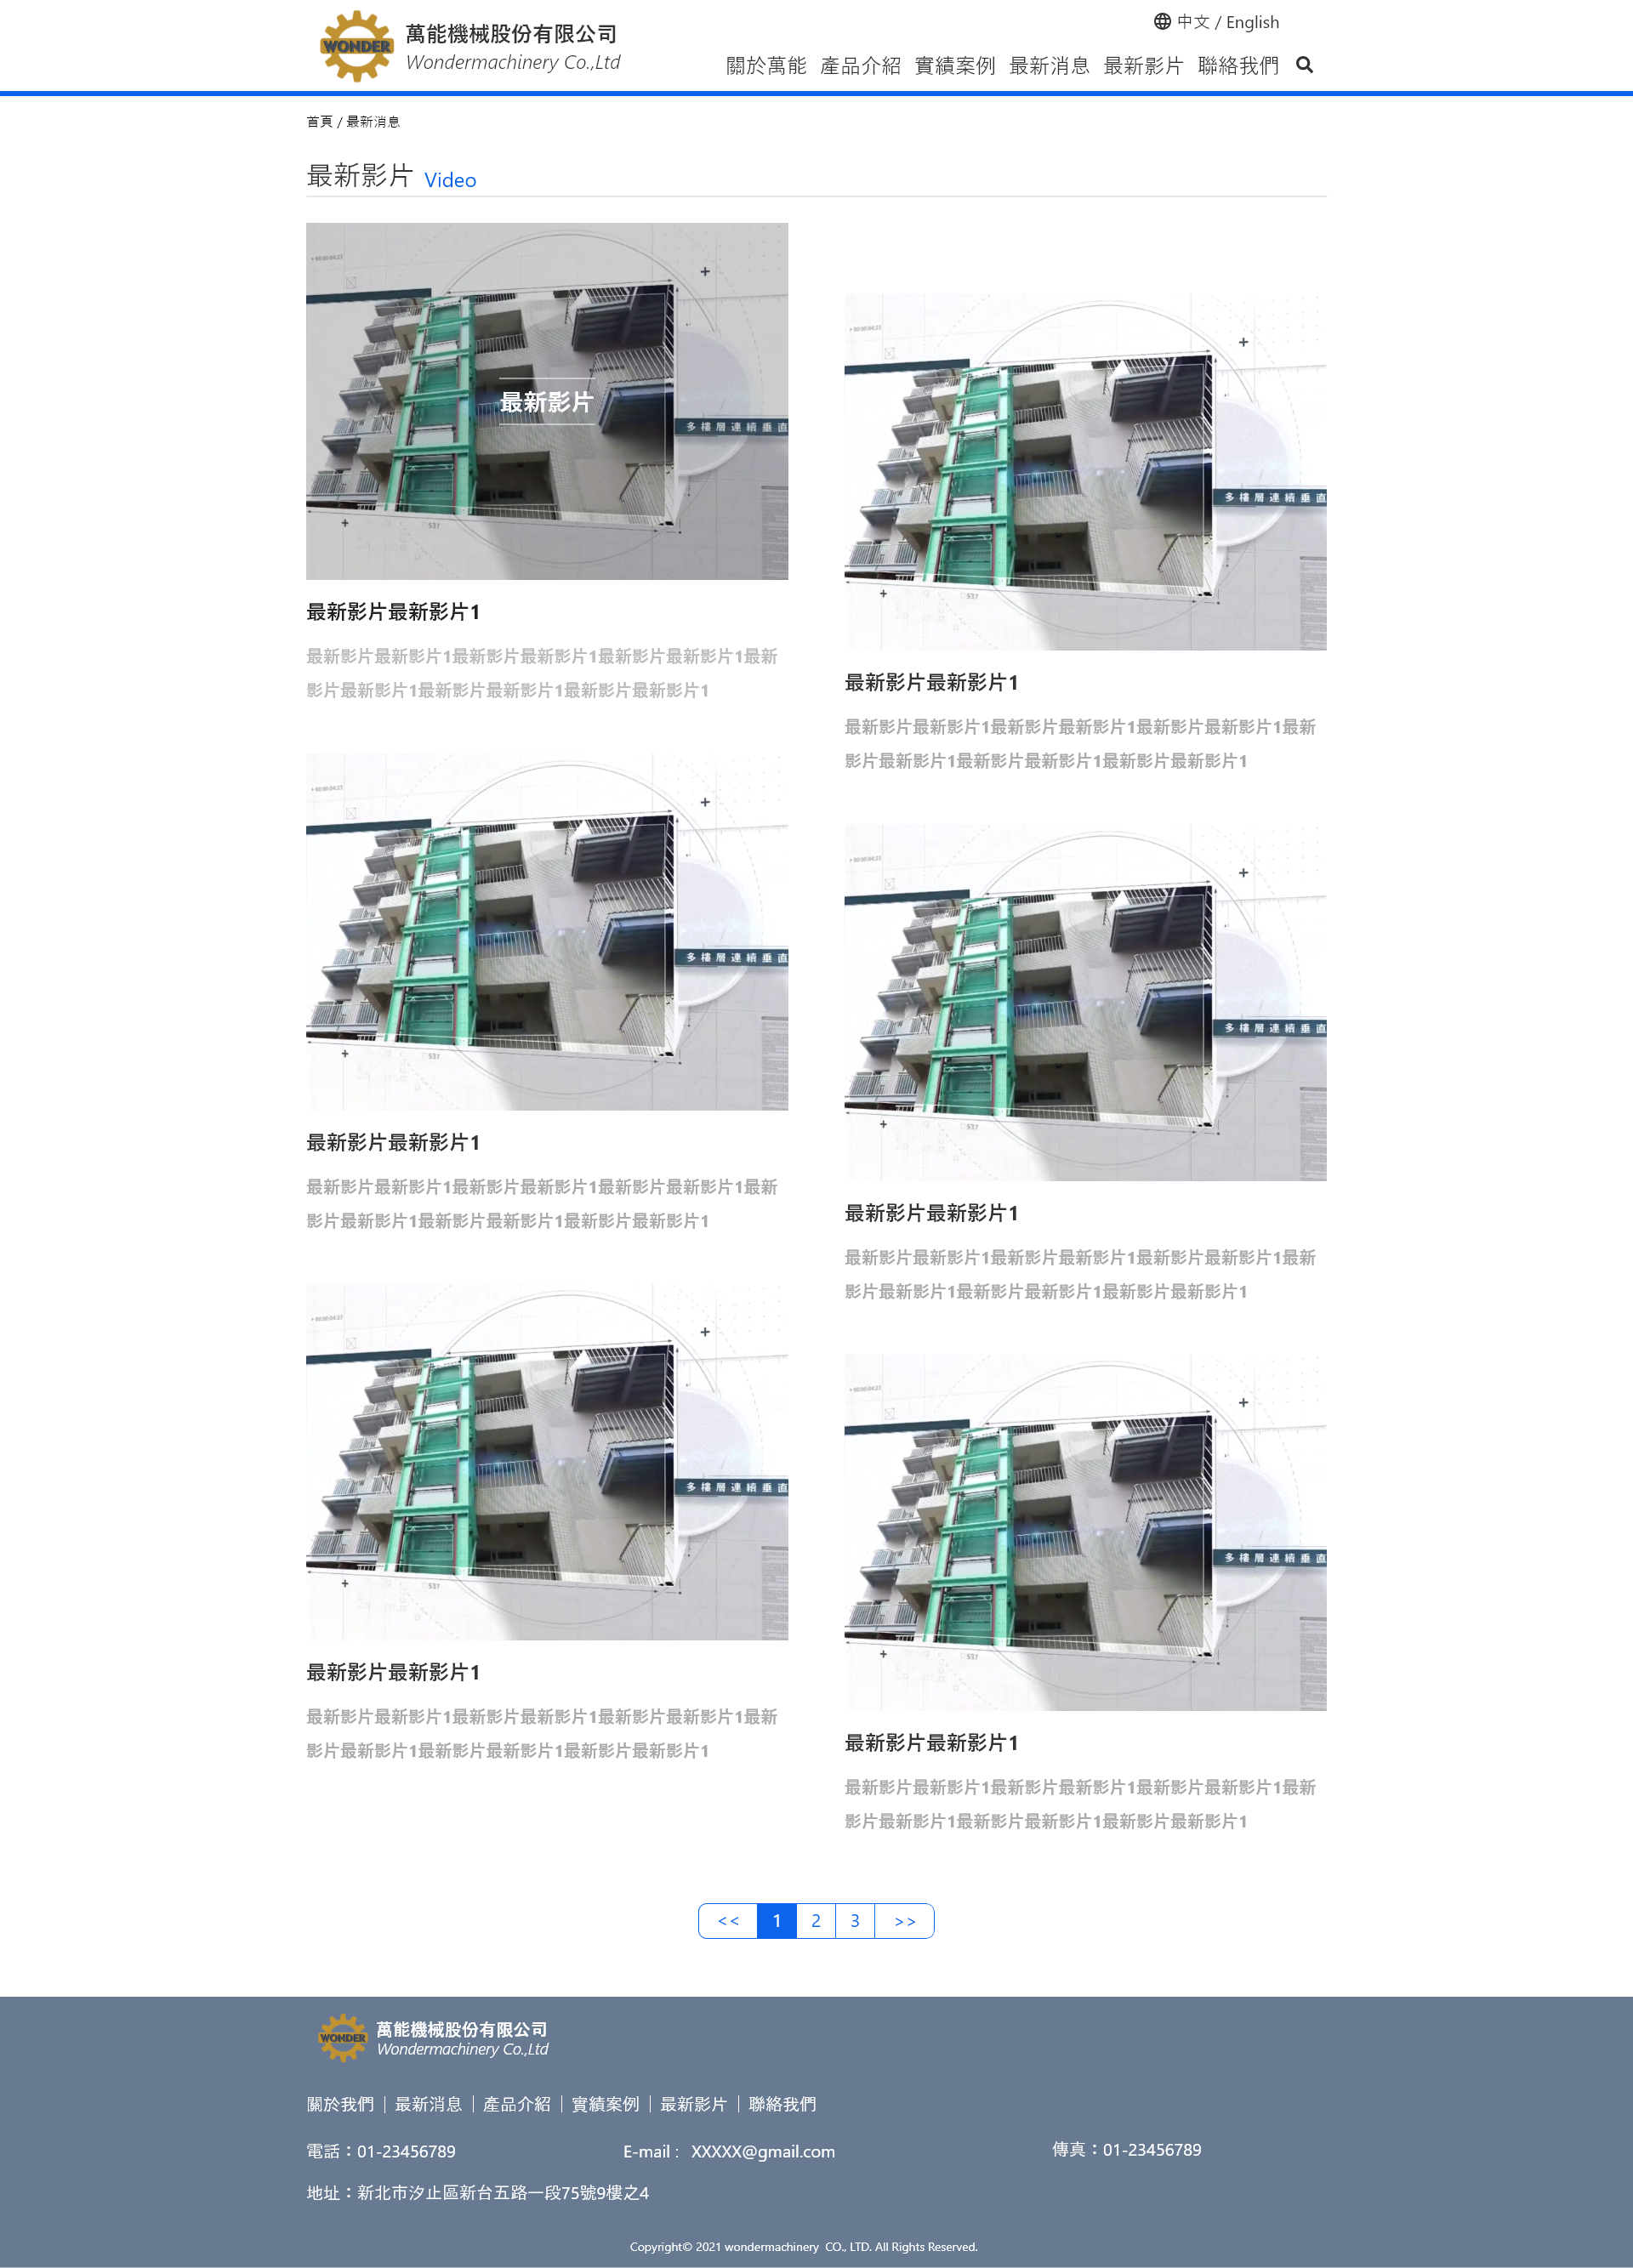 中文 / English
WONDER
萬能機械股份有限公司
Wondermachinery Co.,Ltd
關於萬能 產品介紹 實績案例 最新消息 最新影片 聯絡我們
首頁 / 最新消息
最新影片 Video
最新影片
多樓層連續垂直
最新影片最新影片1
最新影片最新影片1最新影片最新影片1最新影片最新影片1最新
影片最新影片1最新影片最新影片1最新影片最新影片1
多樓層連續垂直
最新影片最新影片1
最新影片最新影片1最新影片最新影片1最新影片最新影片1最新
影片最新影片1最新影片最新影片1最新影片最新影片1
多樓層連續垂直
最新影片最新影片1
最新影片最新影片1最新影片最新影片1最新影片最新影片1最新
影片最新影片1最新影片最新影片1最新影片最新影片1
多樓層連續垂直
最新影片最新影片1
最新影片最新影片1最新影片最新影片1最新影片最新影片1最新
影片最新影片1最新影片最新影片1最新影片最新影片1
多樓層連續垂直
最新影片最新影片1
最新影片最新影片1最新影片最新影片1最新影片最新影片1最新
影片最新影片1最新影片最新影片1最新影片最新影片1
多樓層連續垂直
最新影片最新影片1
最新影片最新影片1最新影片最新影片1最新影片最新影片1最新
影片最新影片1最新影片最新影片1最新影片最新影片1
<< 1 2 3 >>
WONDER
萬能機械股份有限公司
Wondermachinery Co.,Ltd
關於我們 | 最新消息 | 產品介紹 | 實績案例 | 最新影片 | 聯絡我們
電話：01-23456789 E-mail : XXXXX@gmail.com 傳真：01-23456789
地址：新北市汐止區新台五路一段75號9樓之4
Copyright© 2021 wondermachinery CO., LTD. All Rights Reserved.